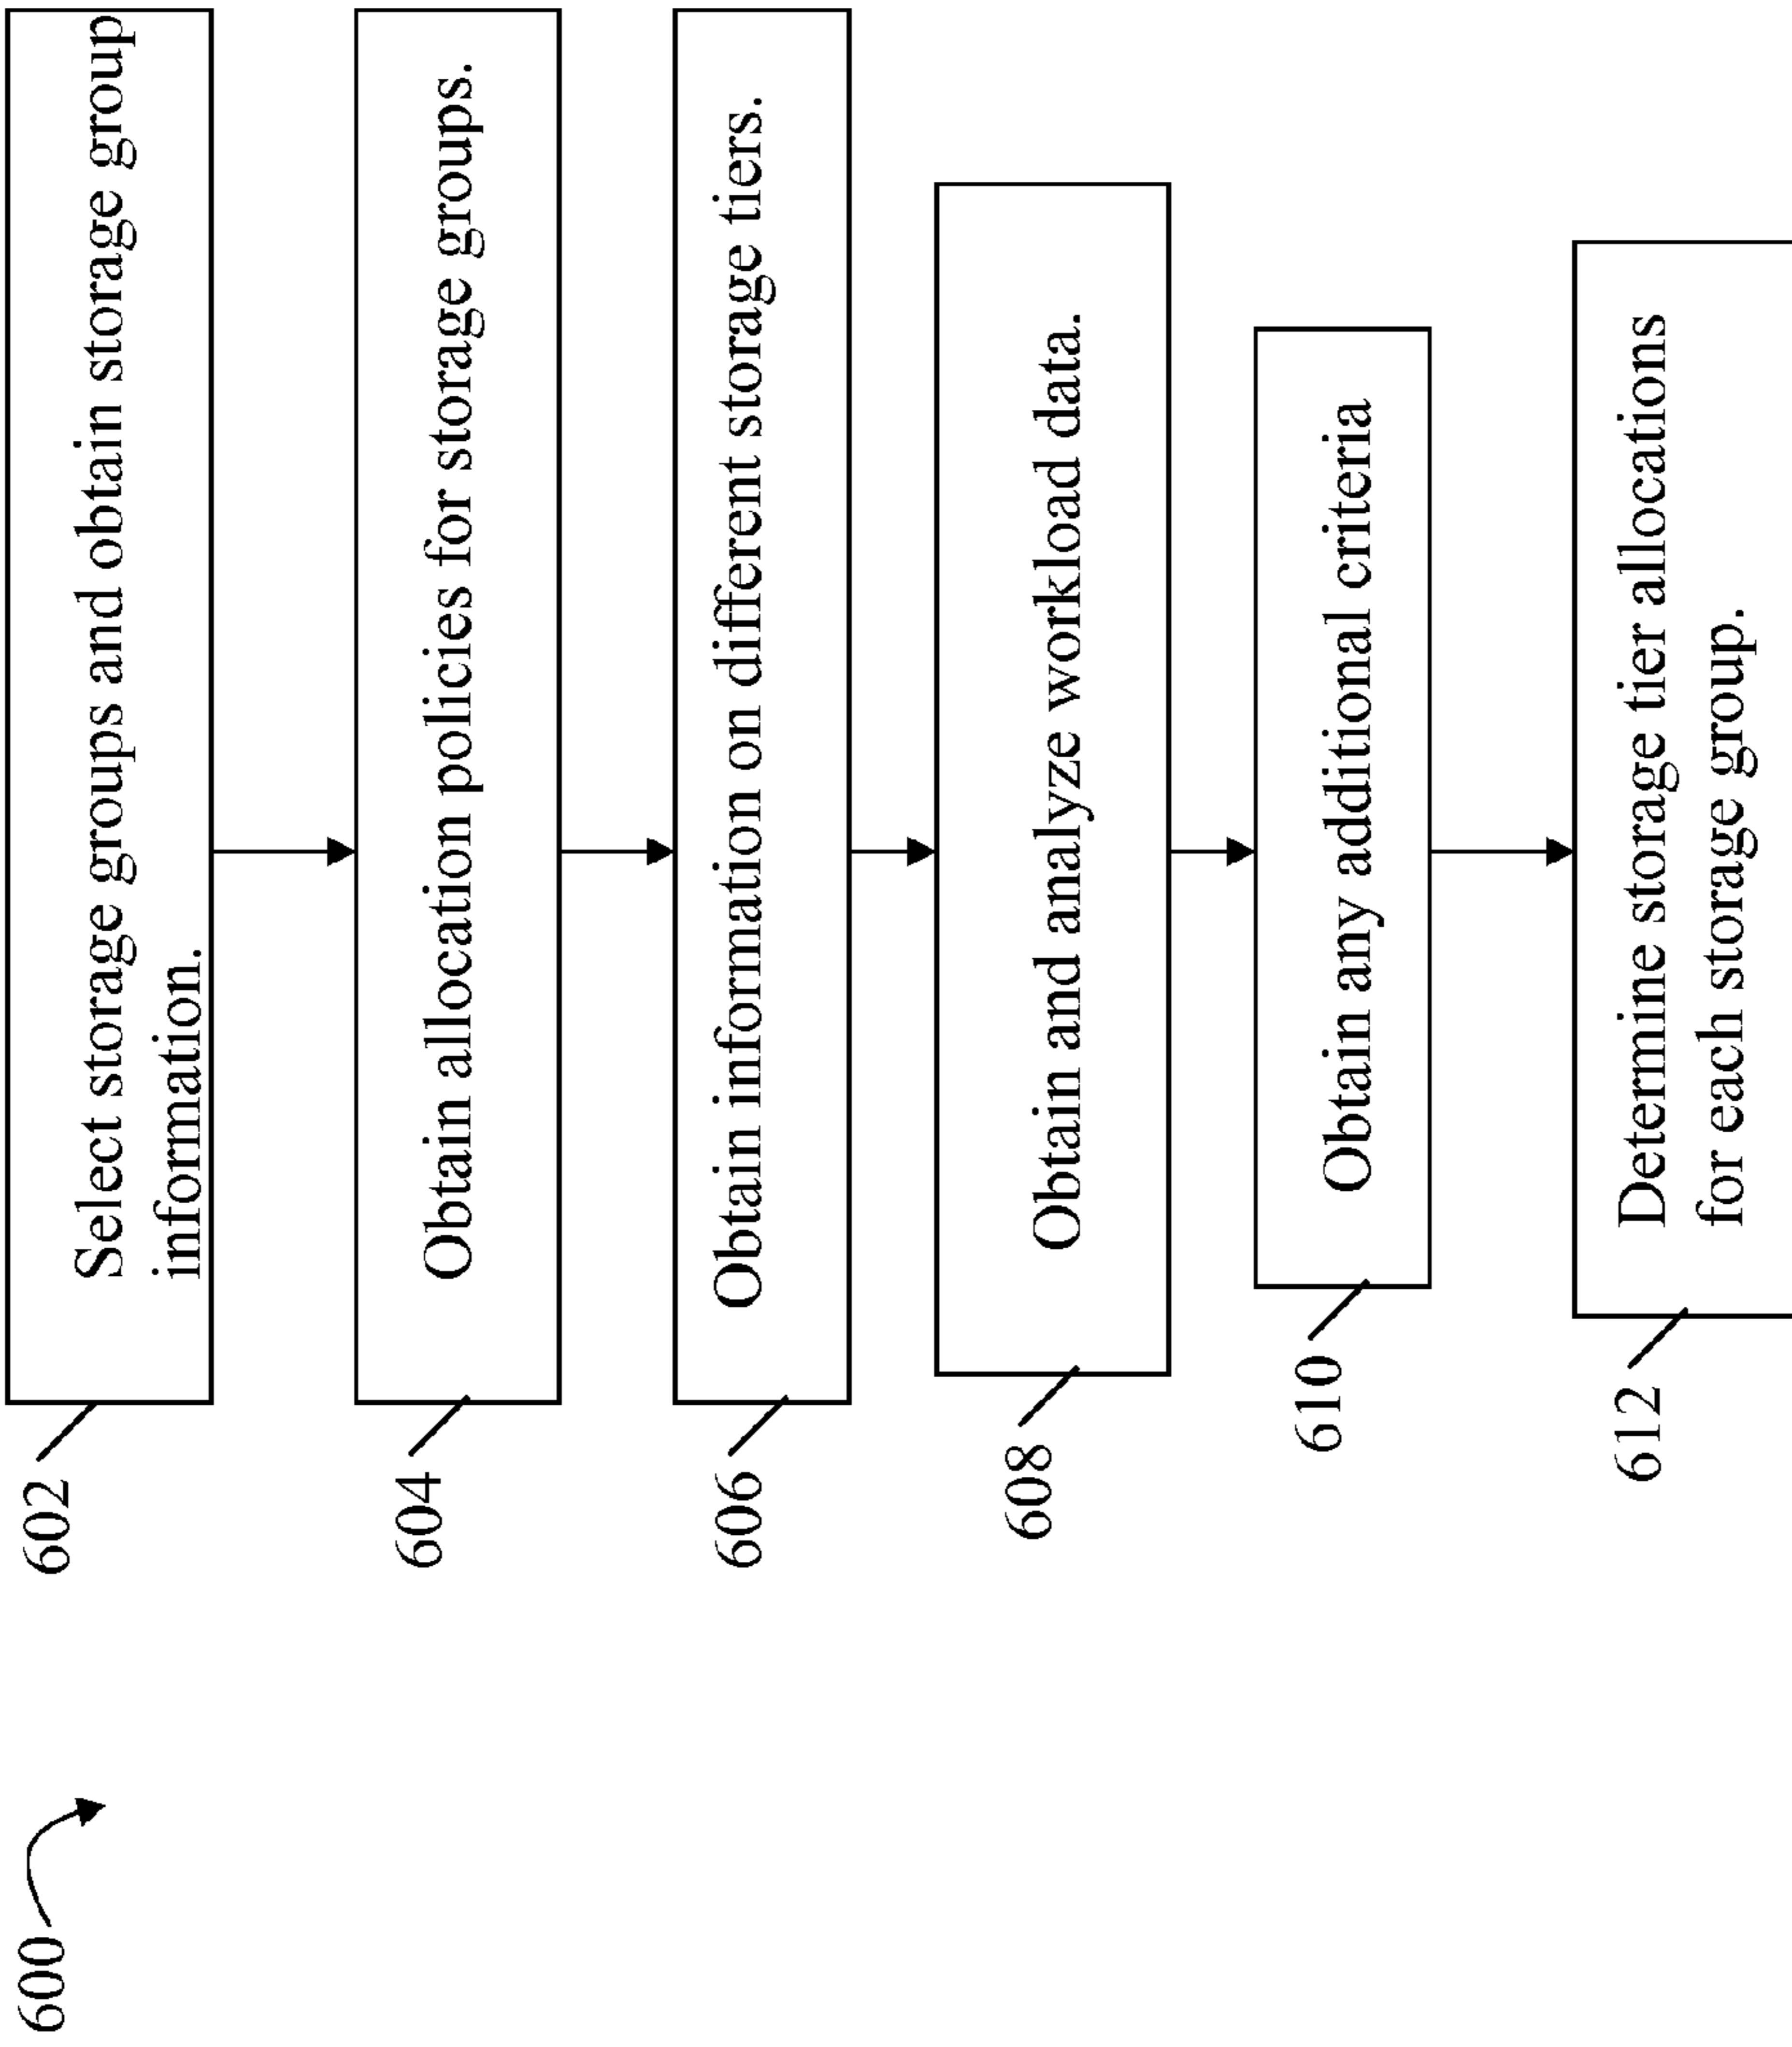 600
602
Select storage groups and obtain storage group
information.
604
Obtain allocation policies for storage groups.
606
Obtain information on different storage tiers.
608
Obtain and analyze workload data.
610
Obtain any additional criteria
612
Determine storage tier allocations
for each storage group.